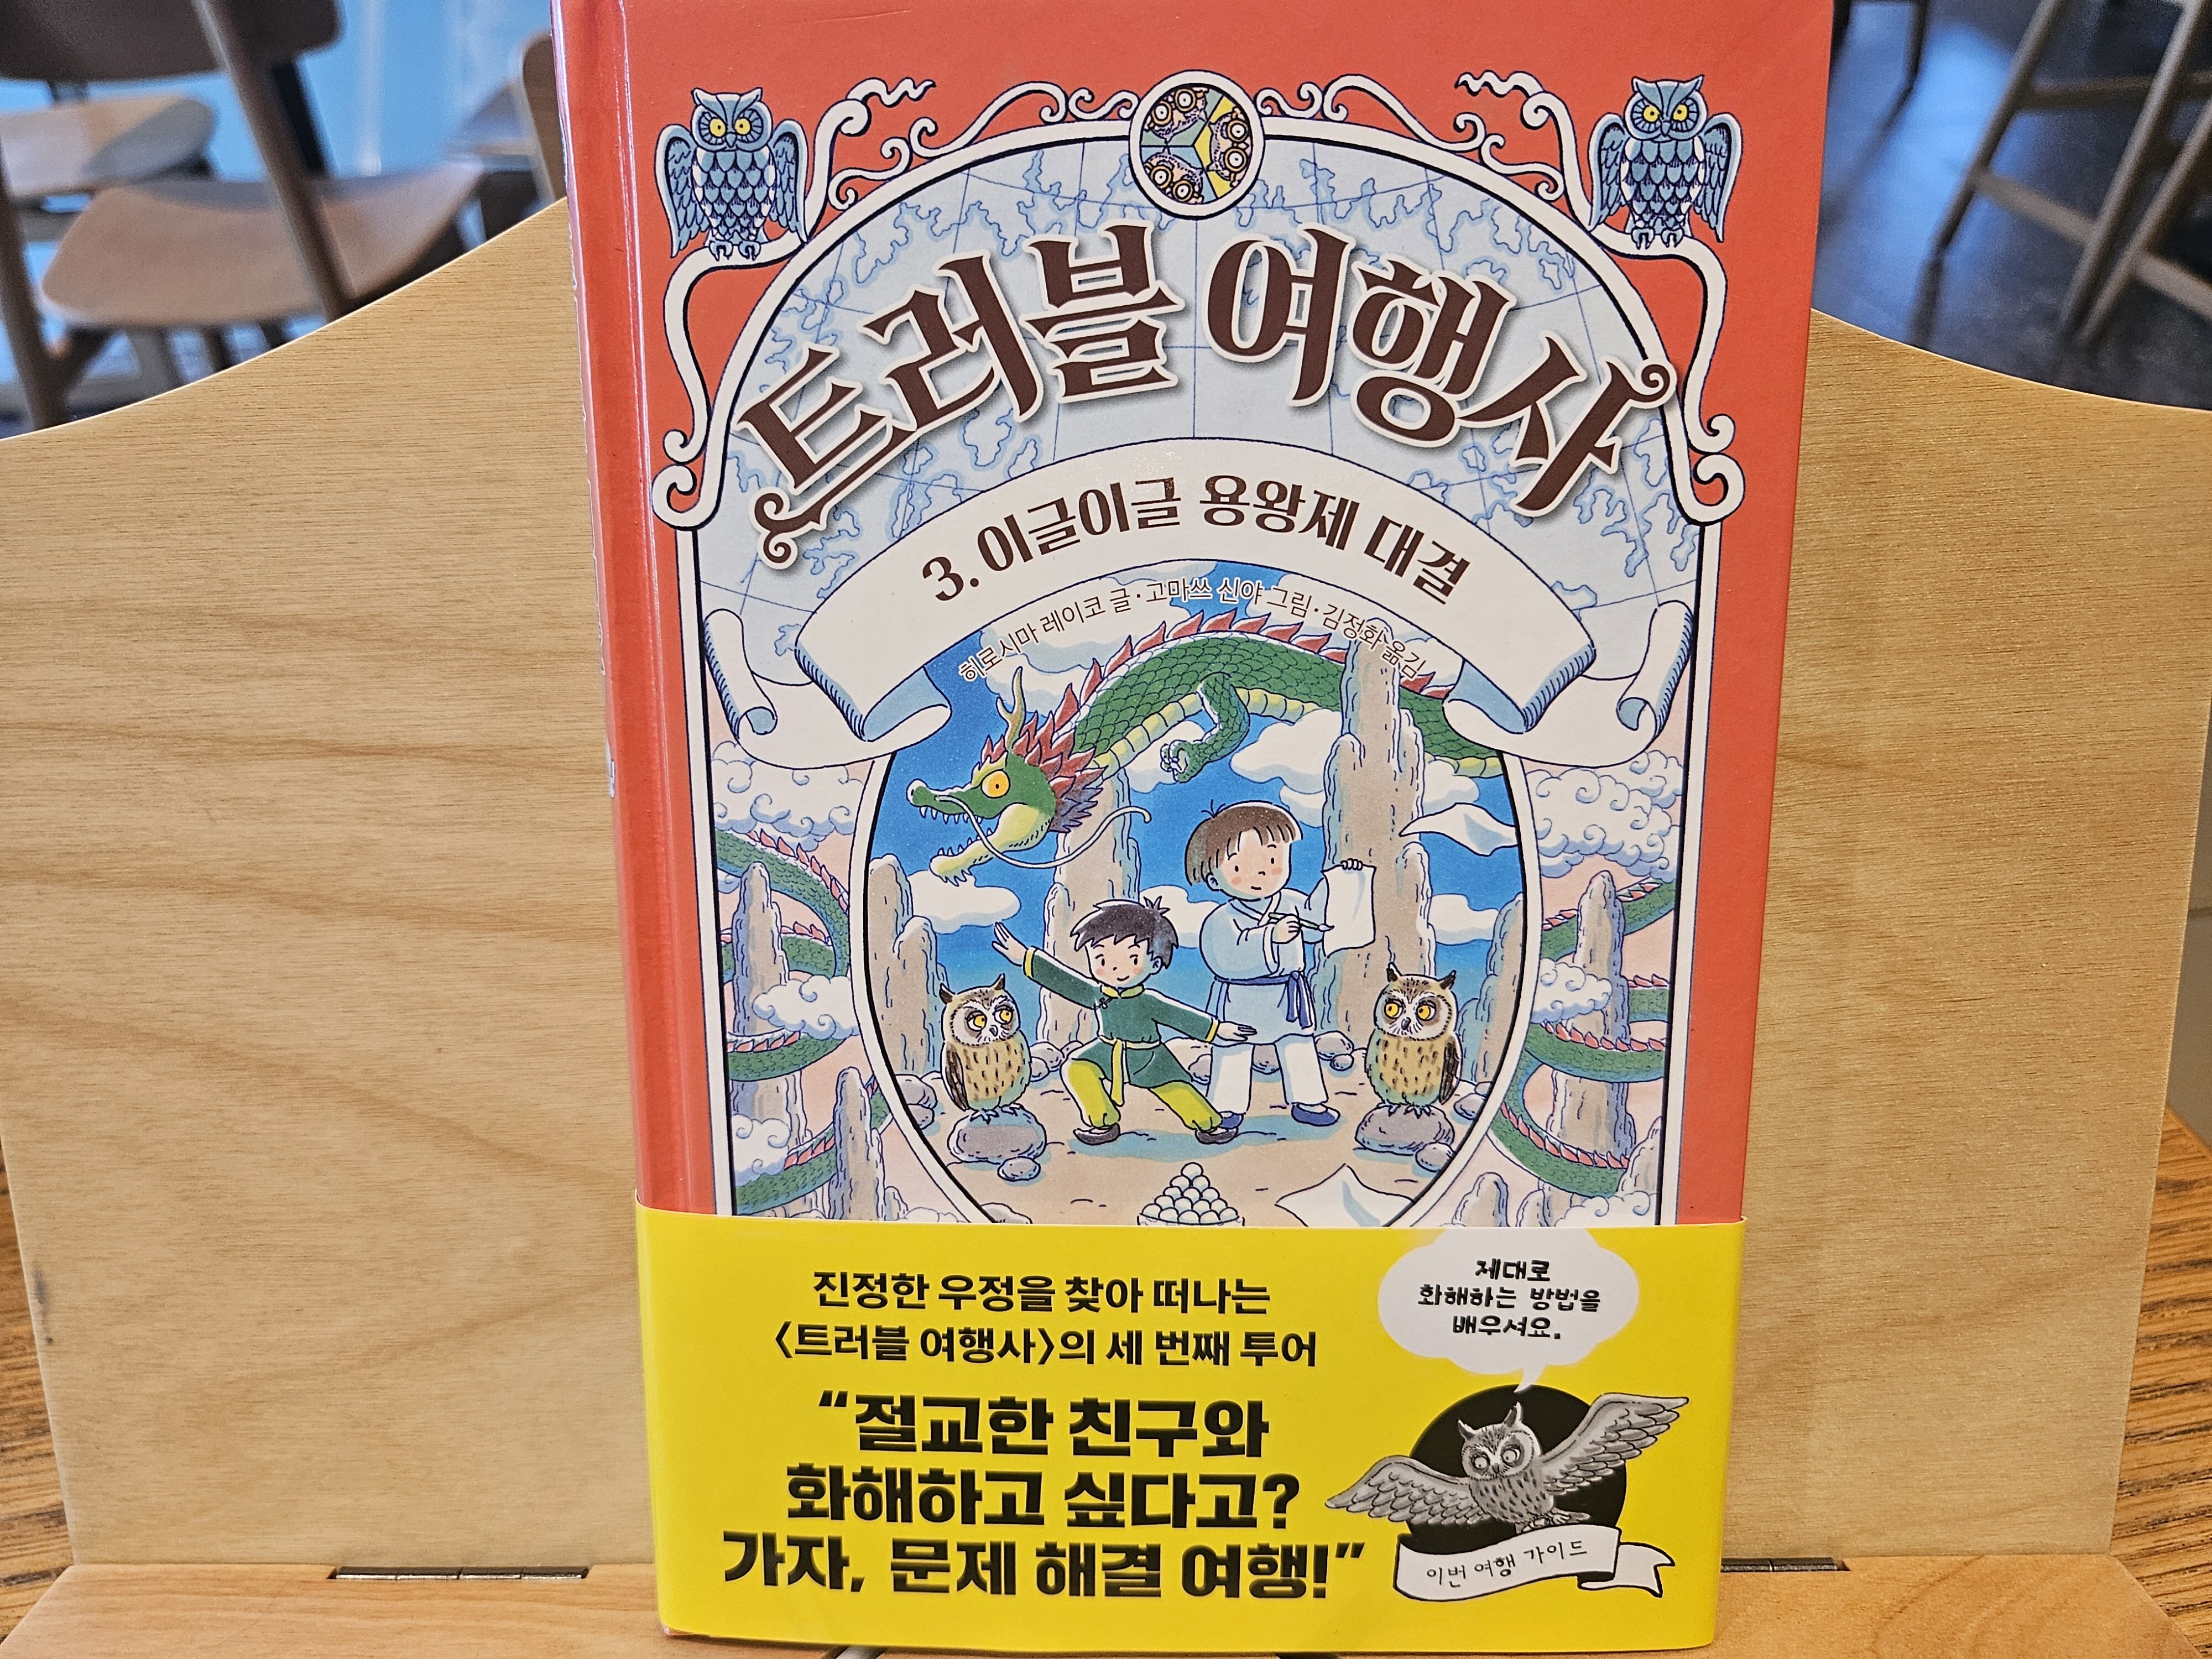 트러블 여행사
3. 이글이글 용왕제 대결
히로시마 레이코 글·고마쓰 신야 그림·김정화 옮김
진정한 우정을 찾아 떠나는
〈트러블 여행사〉의 세 번째 투어
“절교한 친구와
화해하고 싶다고?
가자, 문제 해결 여행!”
제대로
화해하는 방법을
배우셔요.
이번 여행 가이드